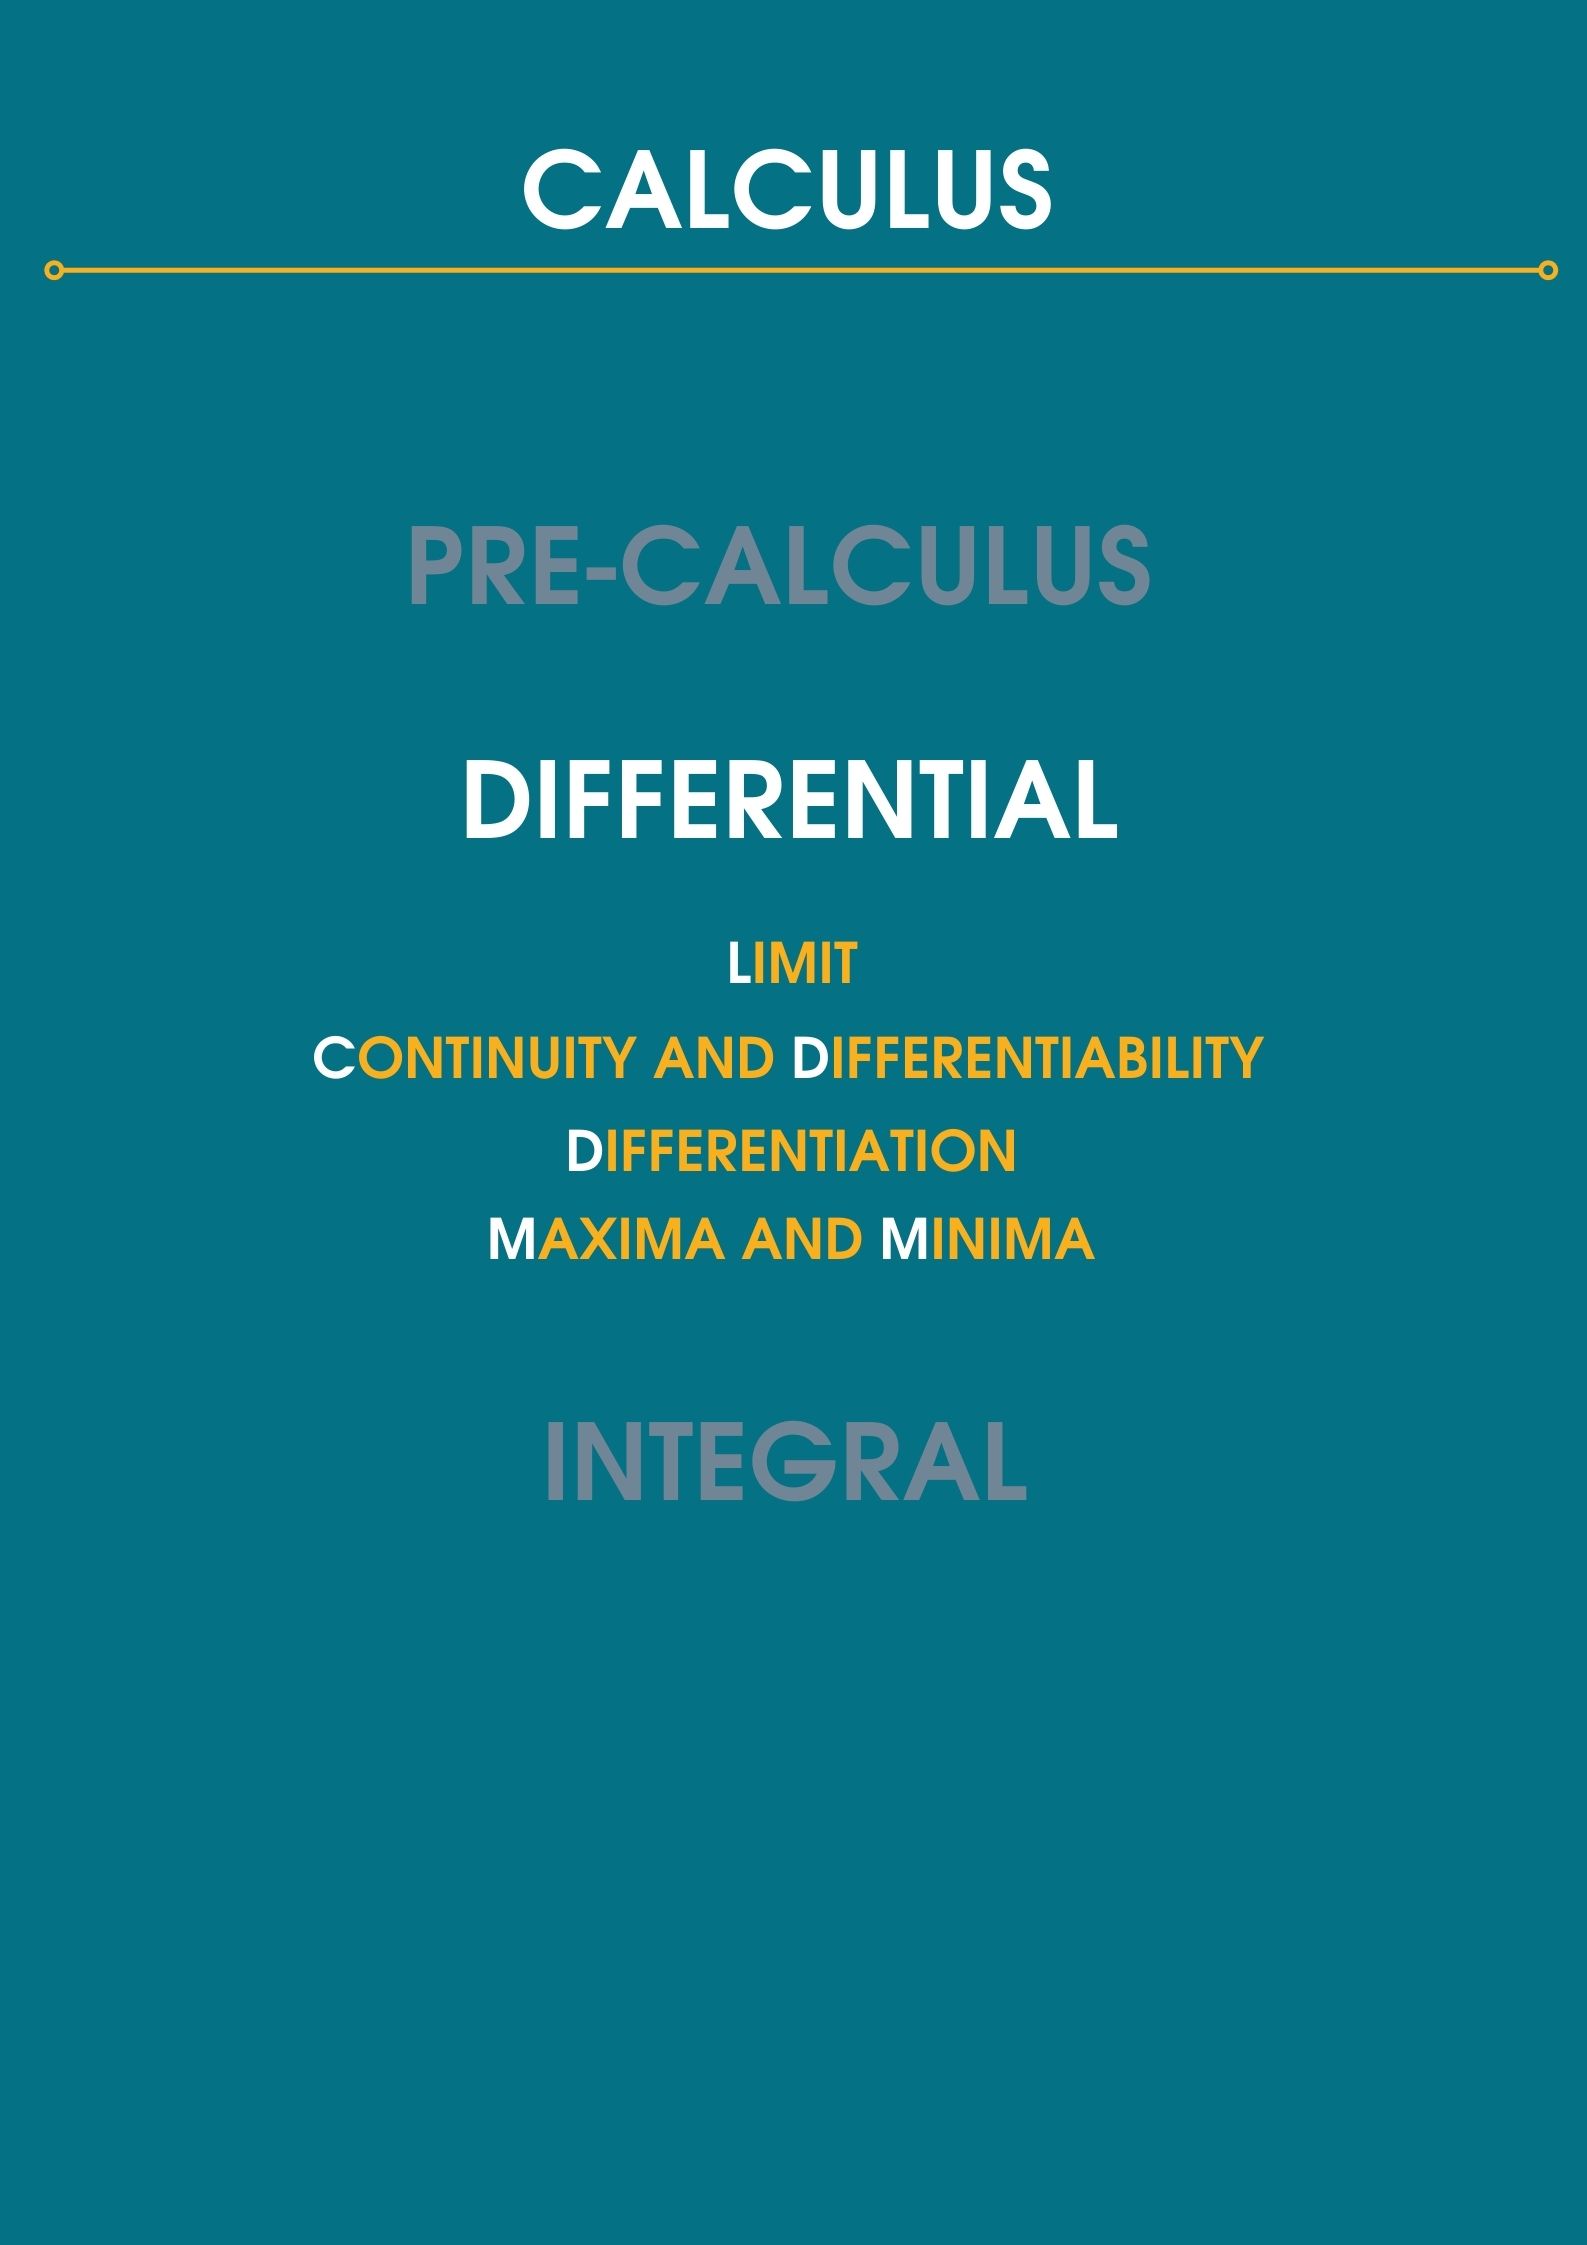 CALCULUS
PRE-CALCULUS
DIFFERENTIAL
LIMIT
CONTINUITY AND DIFFERENTIABILITY
DIFFERENTIATION
MAXIMA AND MINIMA
INTEGRAL